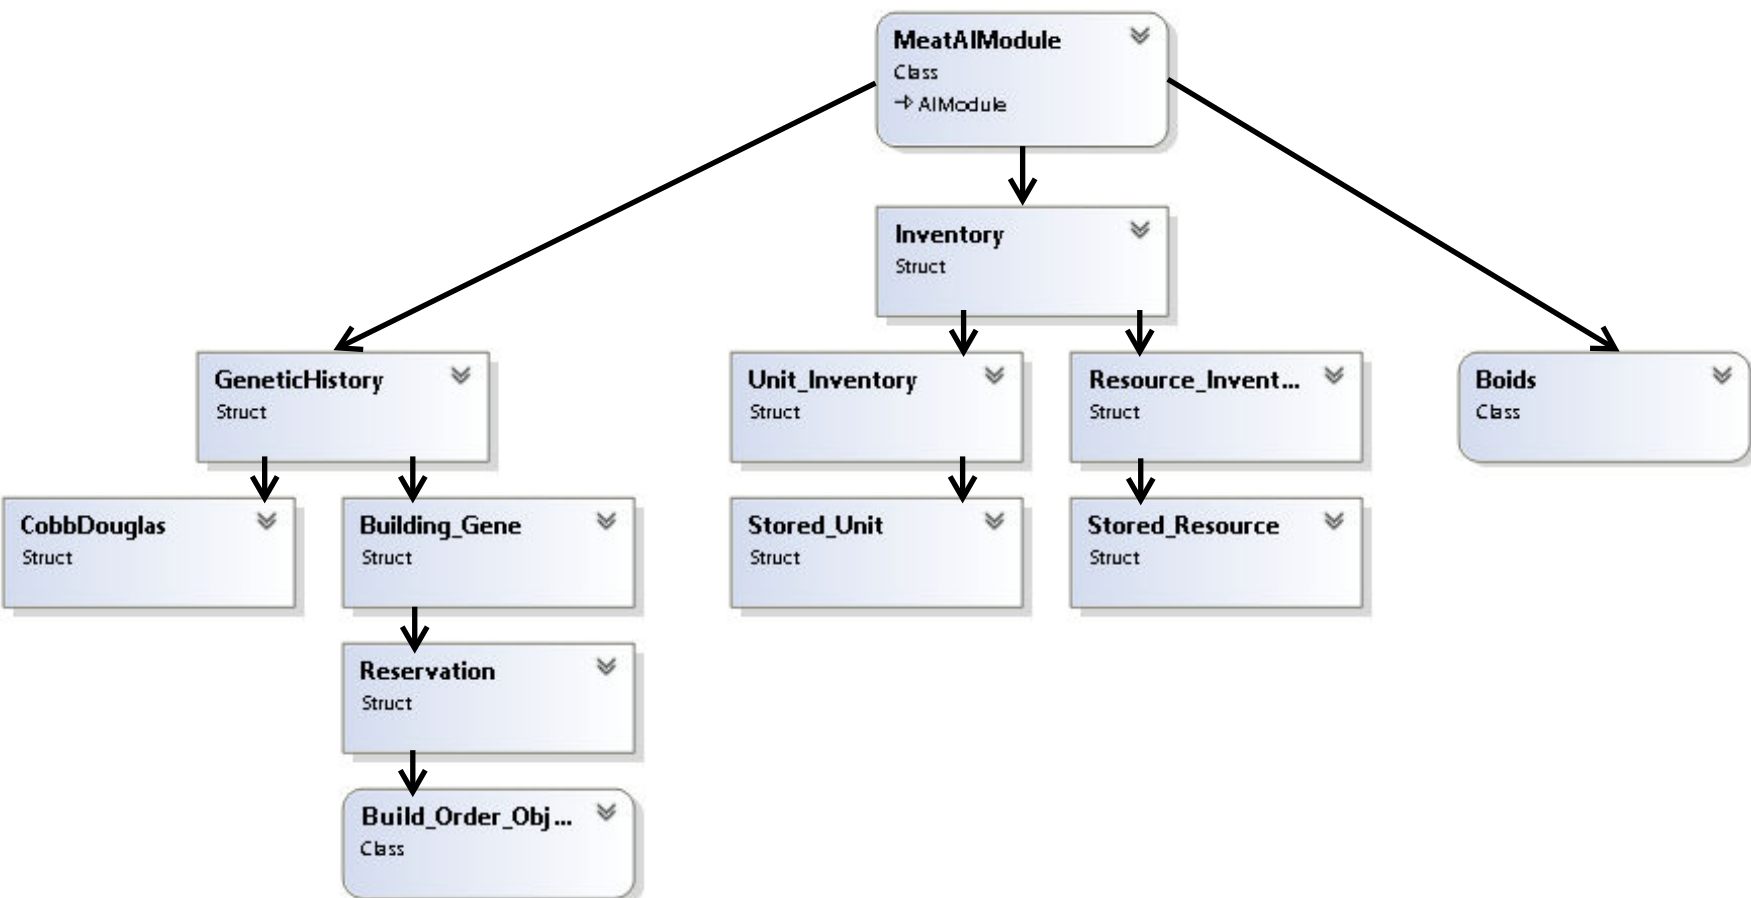 MeatAIModule
Class
AIModule
Inventory
Struct
GeneticHistory
Struct
Unit_Inventory
Struct
Resource_Invent...
Struct
Boids
Class
CobbDouglas
Struct
Building_Gene
Struct
Stored_Unit
Struct
Stored_Resource
Struct
Reservation
Struct
Build_Order_Obj...
Class